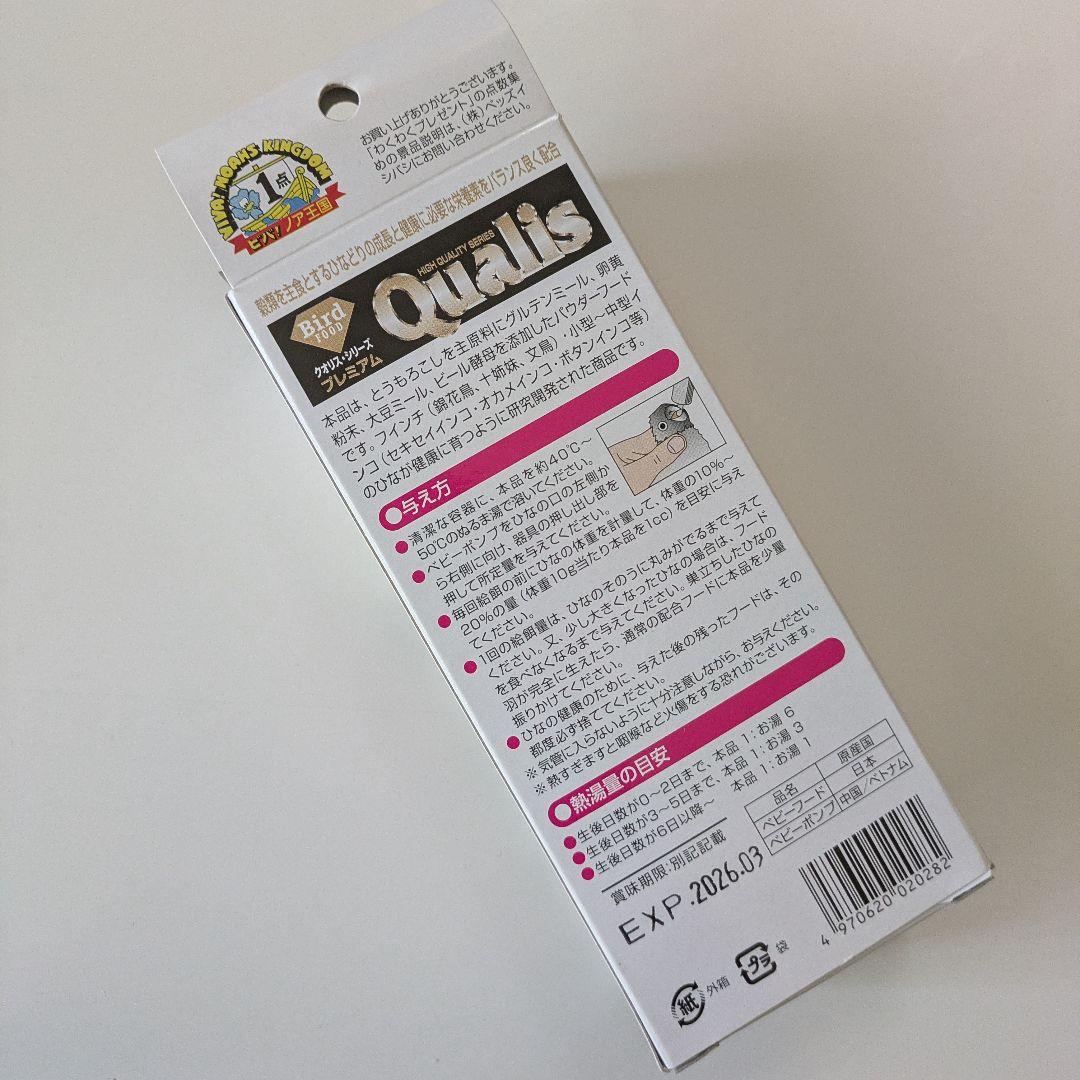 お買い上げありがとうございます。
「わくわくプレゼント」の点数集
めの景品説明は、(株)ペッズイ
シバシにお問い合わせください。
VIVA! NOAHS KINGDOM
1点
ビバ!ノア王国
穀類を主食とするひなどりの成長と健康に必要な栄養素をバランス良く配合
Bird
FOOD
HIGH QUALITY SERIES
Qualis
クオリス・シリーズ
プレミアム
本品は、とうもろこしを主原料にグルテンミール、卵黄
粉末、大豆ミール、ビール酵母を添加したパウダーフード
です。フィンチ(錦花鳥、十姉妹、文鳥)・小型～中型イ
ンコ(セキセイインコ・オカメインコ・ボタンインコ等)
のひなが健康に育つように研究開発された商品です。
●与え方
●清潔な容器に、本品を約40℃～
50℃のぬるま湯で溶いてください。
●ベビーポンプをひなの口の左側か
ら右側に向け、器具の押し出し部を
押して所定量を与えてください。
●毎回給餌の前にひなの体重を計量して、体重の10%～
20%の量(体重10g当たり本品を1cc)を目安に与え
てください。
●1回の給餌量は、ひなのそのうに丸みがでるまで与えて
ください。又、少し大きくなったひなの場合は、フード
を食べなくなるまで与えてください。巣立ちしたひなの
羽が完全に生えたら、通常の配合フードに本品を少量
振りかけてください。
●ひなの健康のために、与えた後の残ったフードは、その
都度必ず捨ててください。
※気管に入らないように十分注意しながら、お与えください。
※熱すぎますと咽喉など火傷をする恐れがございます。
●熱湯量の目安
●生後日数が0～2日まで、本品 1:お湯 6
●生後日数が3～5日まで、本品 1:お湯 3
●生後日数が6日以降～ 本品 1:お湯 1
品名 原産国
ベビーフード 日本
ベビーポンプ 中国/ベトナム
賞味期限:別記記載
EXP.2026.03
4 970620 020282
紙 外箱 プラ 袋